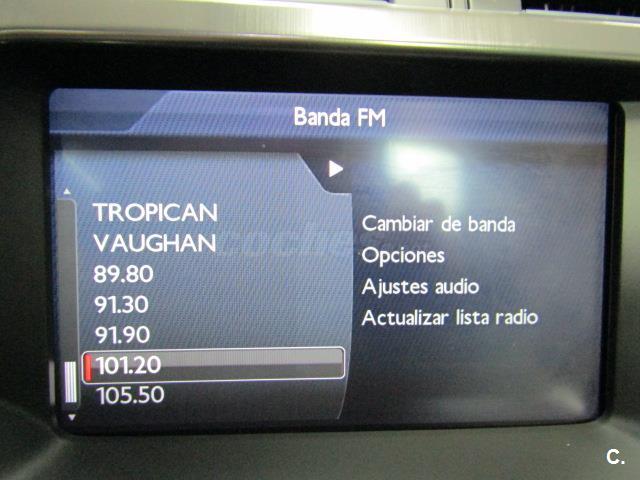 Banda FM
TROPICAN
VAUGHAN
89.80
91.30
91.90
101.20
105.50
Cambiar de banda
Opciones
Ajustes audio
Actualizar lista radio
C.